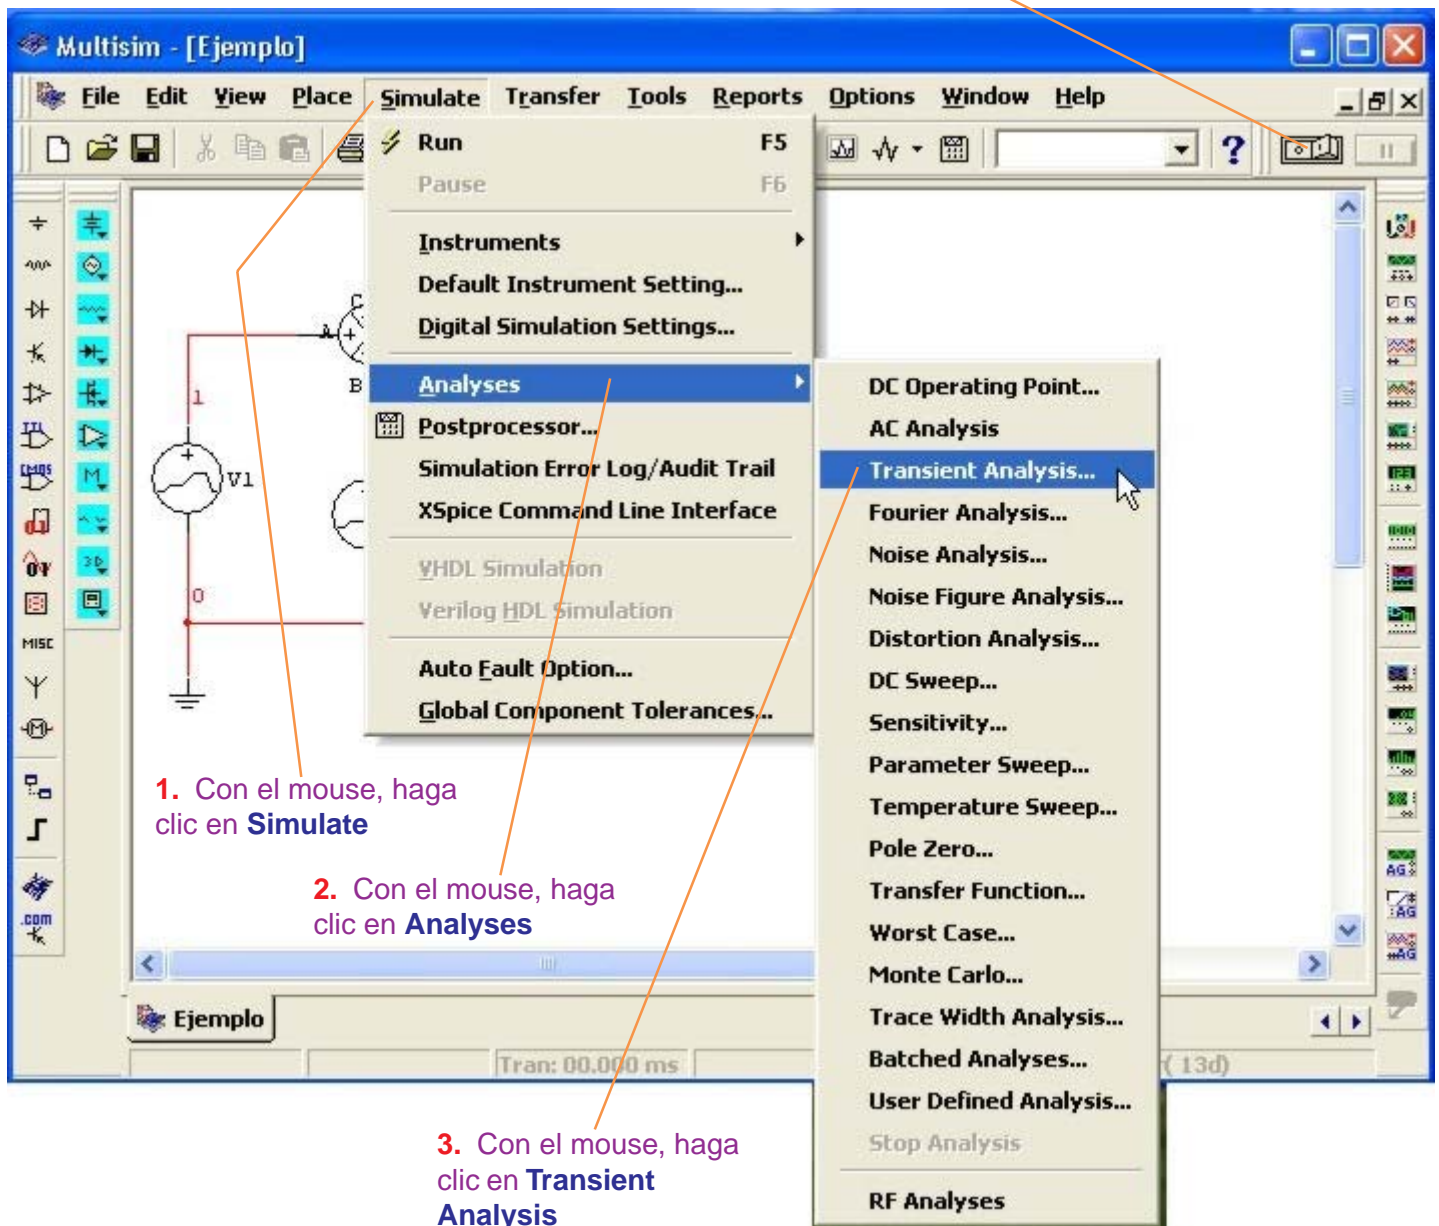 Multisim - [Ejemplo]
File Edit View Place Simulate Transfer Tools Reports Options Window Help
Run F5
Pause F6
Instruments
Default Instrument Setting...
Digital Simulation Settings...
Analyses
Postprocessor...
Simulation Error Log/Audit Trail
XSpice Command Line Interface
VHDL Simulation
Verilog HDL Simulation
Auto Fault Option...
Global Component Tolerances...
DC Operating Point...
AC Analysis
Transient Analysis...
Fourier Analysis...
Noise Analysis...
Noise Figure Analysis...
Distortion Analysis...
DC Sweep...
Sensitivity...
Parameter Sweep...
Temperature Sweep...
Pole Zero...
Transfer Function...
Worst Case...
Monte Carlo...
Trace Width Analysis...
Batched Analyses...
User Defined Analysis...
Stop Analysis
RF Analyses
C
A
B
1
V1
0
TTL
CMOS
MISC
M
M
3D
.com
AG
AG
AG
1. Con el mouse, haga
clic en Simulate
2. Con el mouse, haga
clic en Analyses
3. Con el mouse, haga
clic en Transient
Analysis
Ejemplo
Tran: 00.000 ms
( 13d)